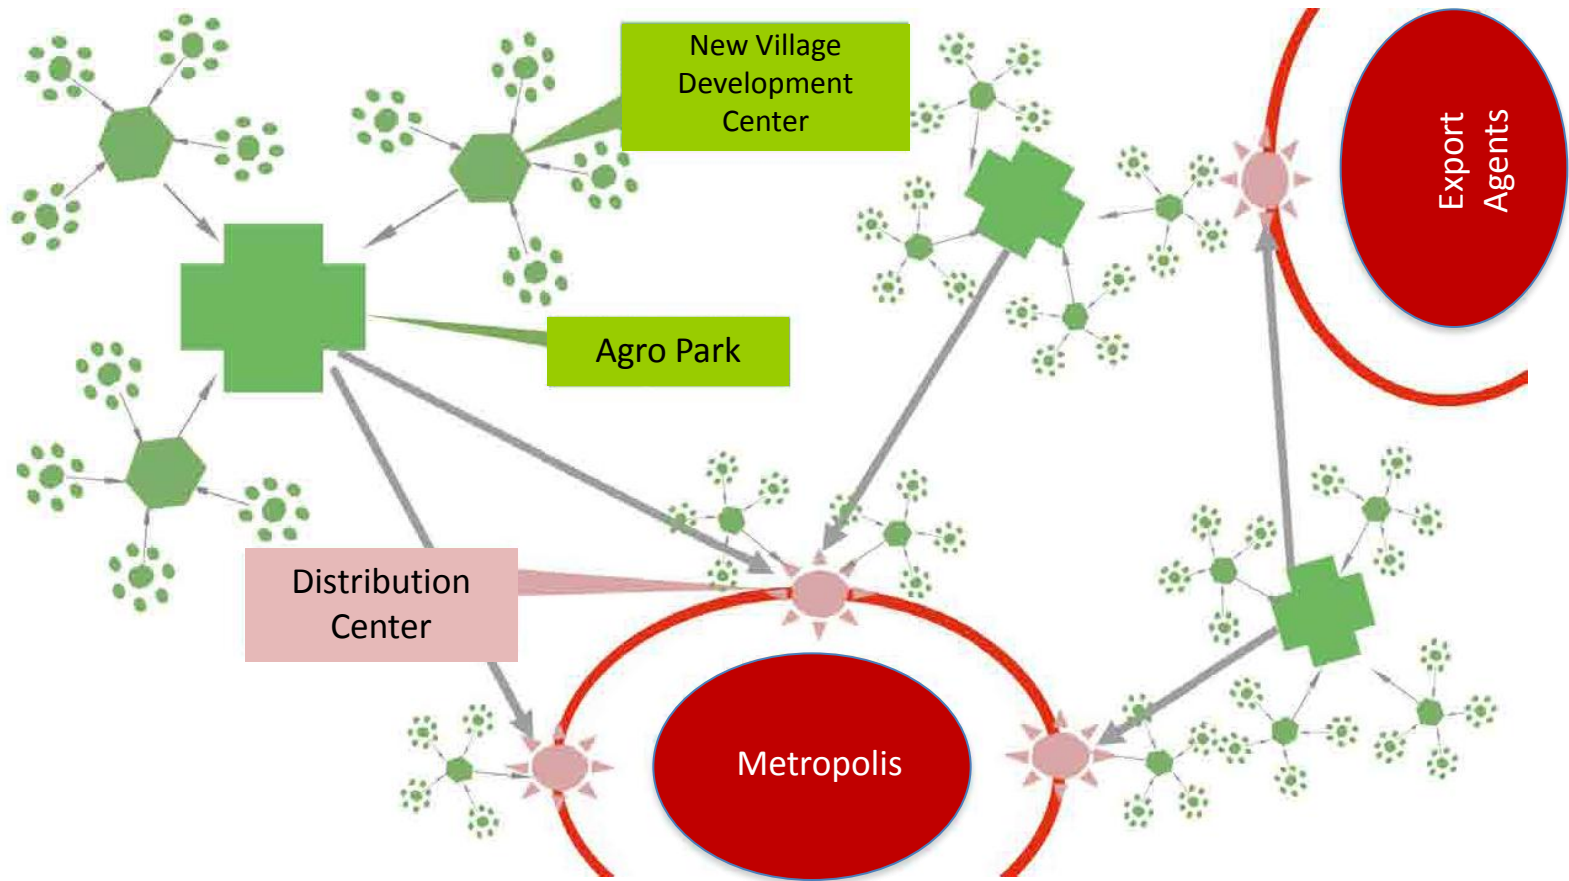 New Village
Development
Center
Export
Agents
Agro Park
Distribution
Center
Metropolis